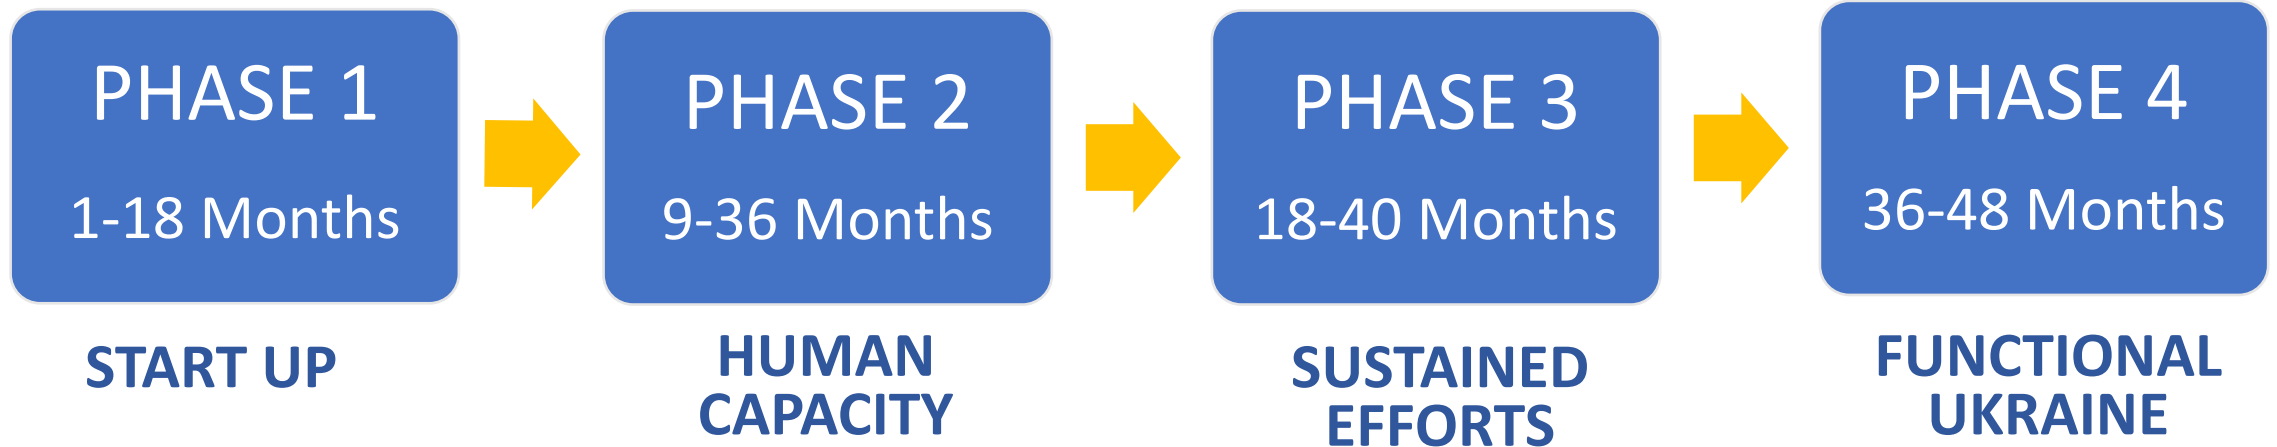 PHASE 1
1-18 Months
START UP
PHASE 2
9-36 Months
HUMAN
CAPACITY
PHASE 3
18-40 Months
SUSTAINED
EFFORTS
PHASE 4
36-48 Months
FUNCTIONAL
UKRAINE